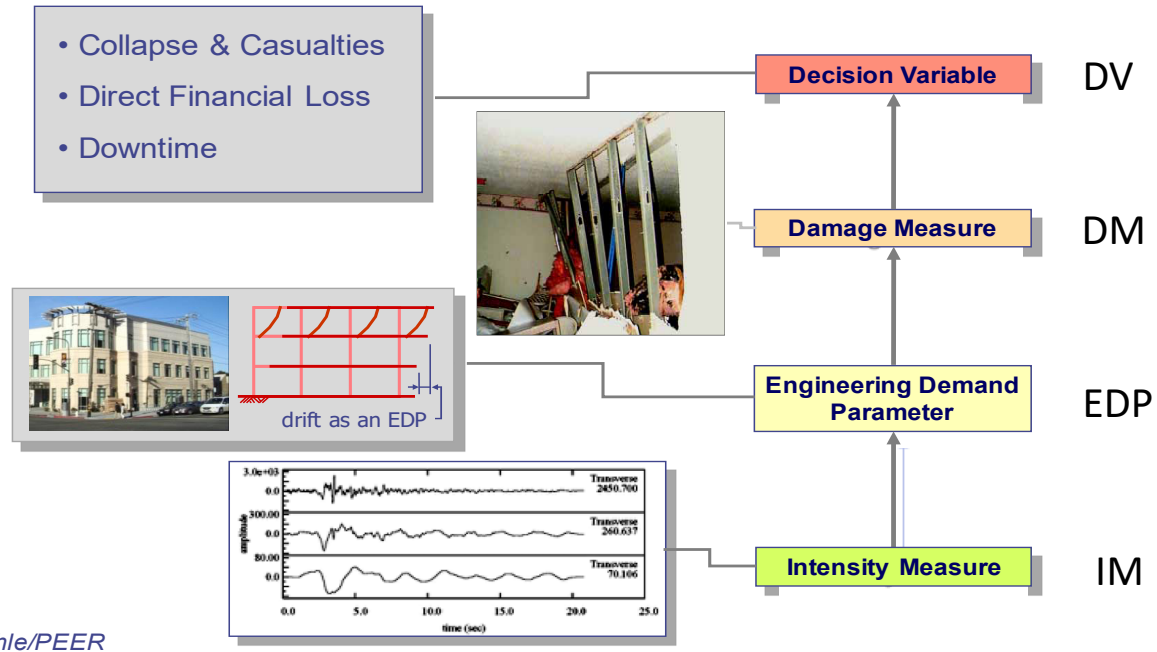 • Collapse & Casualties
• Direct Financial Loss
• Downtime
Decision Variable
DV
Damage Measure
DM
drift as an EDP
Engineering Demand
Parameter
EDP
3.0e+03
0.0
Transverse
2450.700
300.00
0.0
Transverse
260.637
80.00
0.0
Transverse
70.106
amplitude
0.0 5.0 10.0 15.0 20.0 25.0
time (sec)
Intensity Measure
IM
nle/PEER